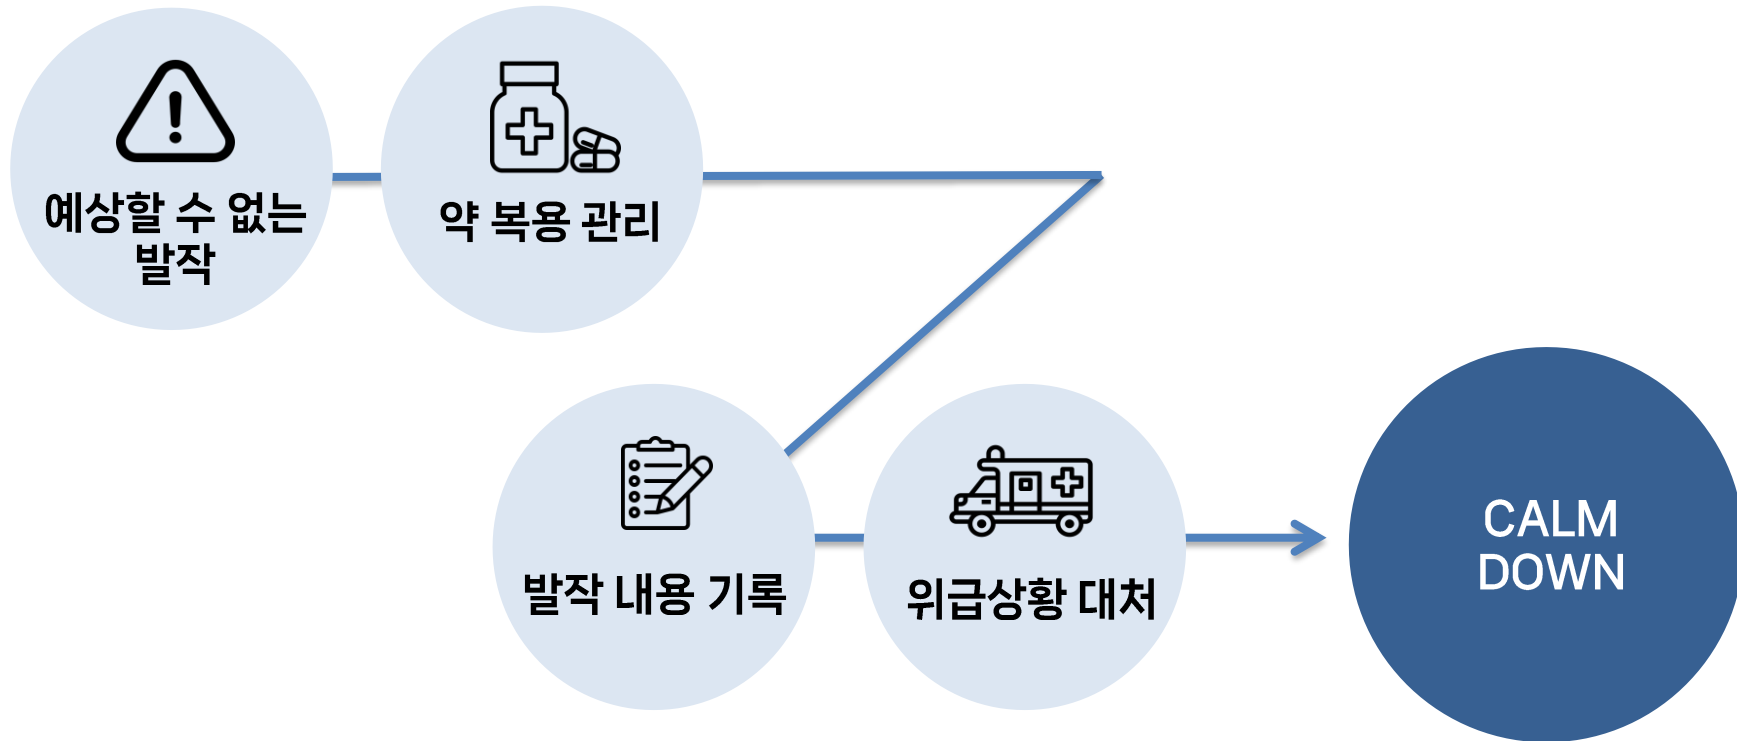 예상할 수 없는
발작
약 복용 관리
발작 내용 기록
위급상황 대처
CALM
DOWN